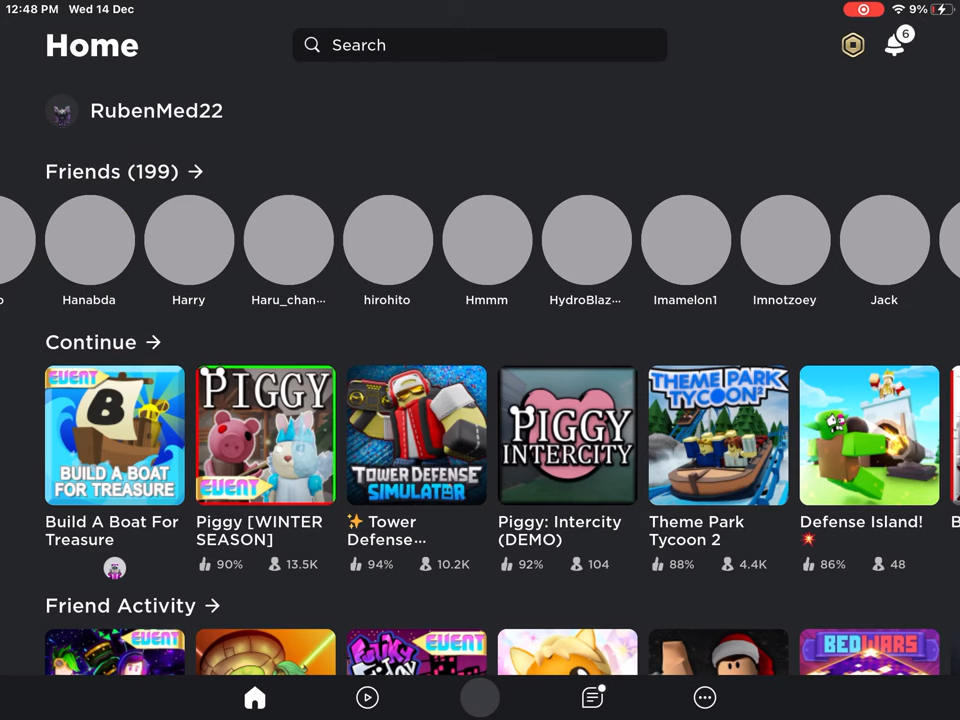 12:48 PM Wed 14 Dec 9%
Home
Search
6
RubenMed22
Friends (199) →
o Hanabda Harry Haru_chan... hirohito Hmmm HydroBlaz... Imamelon1 Imnotzoey Jack
Continue →
EVENT
B
BUILD A BOAT
FOR TREASURE
PIGGY
EVENT
TOWER DEFENSE
SIMULATOR
PIGGY
INTERCITY
THEME PARK
TYCOON
Build A Boat For
Treasure
Piggy [WINTER
SEASON]
90% 13.5K
✨ Tower
Defense...
94% 10.2K
Piggy: Intercity
(DEMO)
92% 104
Theme Park
Tycoon 2
88% 4.4K
Defense Island!
💥
86% 48
B
Friend Activity →
EVENT
FUNKY
FRIDAY
EVENT
BEDWARS